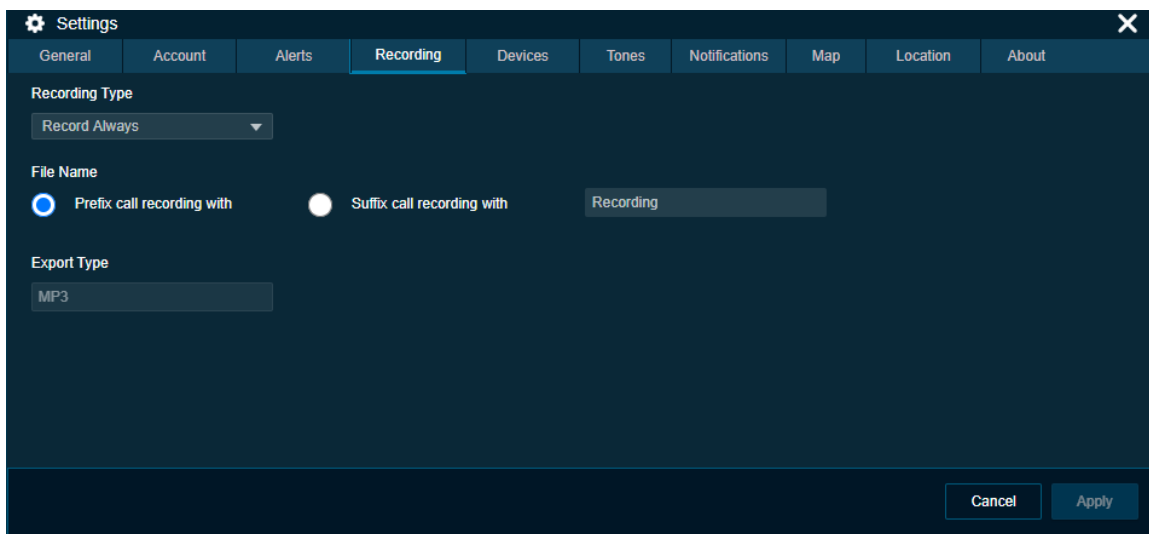 Settings
General Account Alerts Recording Devices Tones Notifications Map Location About
Recording Type
Record Always
File Name
Prefix call recording with Suffix call recording with Recording
Export Type
MP3
Cancel Apply